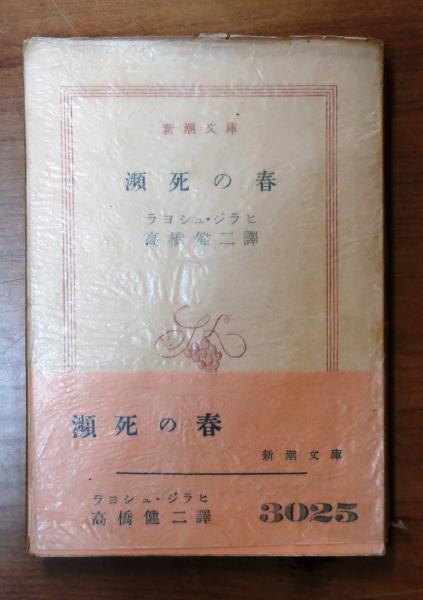 新潮文庫
瀕死の春
ラヨシュ・ジラヒ
高橋健二譯
瀕死の春
新潮文庫
ラヨシュ・ジラヒ
高橋健二譯
3025